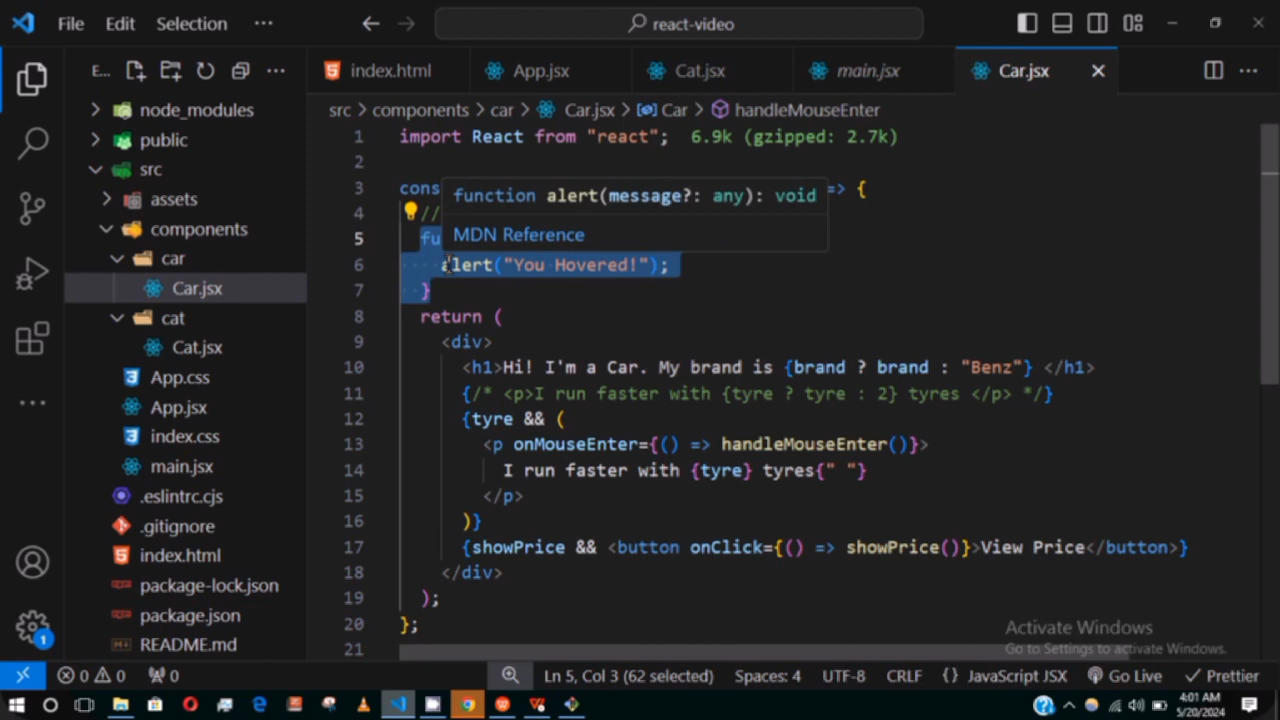 File Edit Selection ··· react-video
E... ···
index.html App.jsx Cat.jsx main.jsx Car.jsx
src > components > car > Car.jsx > Car > handleMouseEnter
node_modules
public
src
assets
components
car
Car.jsx
cat
Cat.jsx
App.css
App.jsx
index.css
main.jsx
.eslintrc.cjs
.gitignore
index.html
package-lock.json
package.json
README.md
1 import React from "react"; 6.9k (gzipped: 2.7k)
2
3 cons => {
function alert(message?: any): void
4 //
MDN Reference
5 fu
6 alert("You Hovered!");
7 }
8 return (
9 <div>
10 <h1>Hi! I'm a Car. My brand is {brand ? brand : "Benz"} </h1>
11 {/* <p>I run faster with {tyre ? tyre : 2} tyres </p> */}
12 {tyre && (
13 <p onMouseEnter={() => handleMouseEnter()}>
14 I run faster with {tyre} tyres{" "}
15 </p>
16 )}
17 {showPrice && <button onClick={() => showPrice()}>View Price</button>}
18 </div>
19 );
20 };
21
Activate Windows
Go to Settings to activate Windows.
1
0 0 0 Ln 5, Col 3 (62 selected) Spaces: 4 UTF-8 CRLF {} JavaScript JSX Go Live Prettier
4:01 AM
5/20/2024